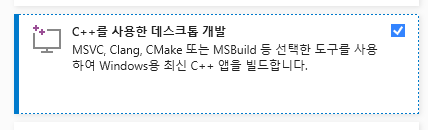 C++를 사용한 데스크톱 개발
MSVC, Clang, CMake 또는 MSBuild 등 선택한 도구를 사용
하여 Windows용 최신 C++ 앱을 빌드합니다.